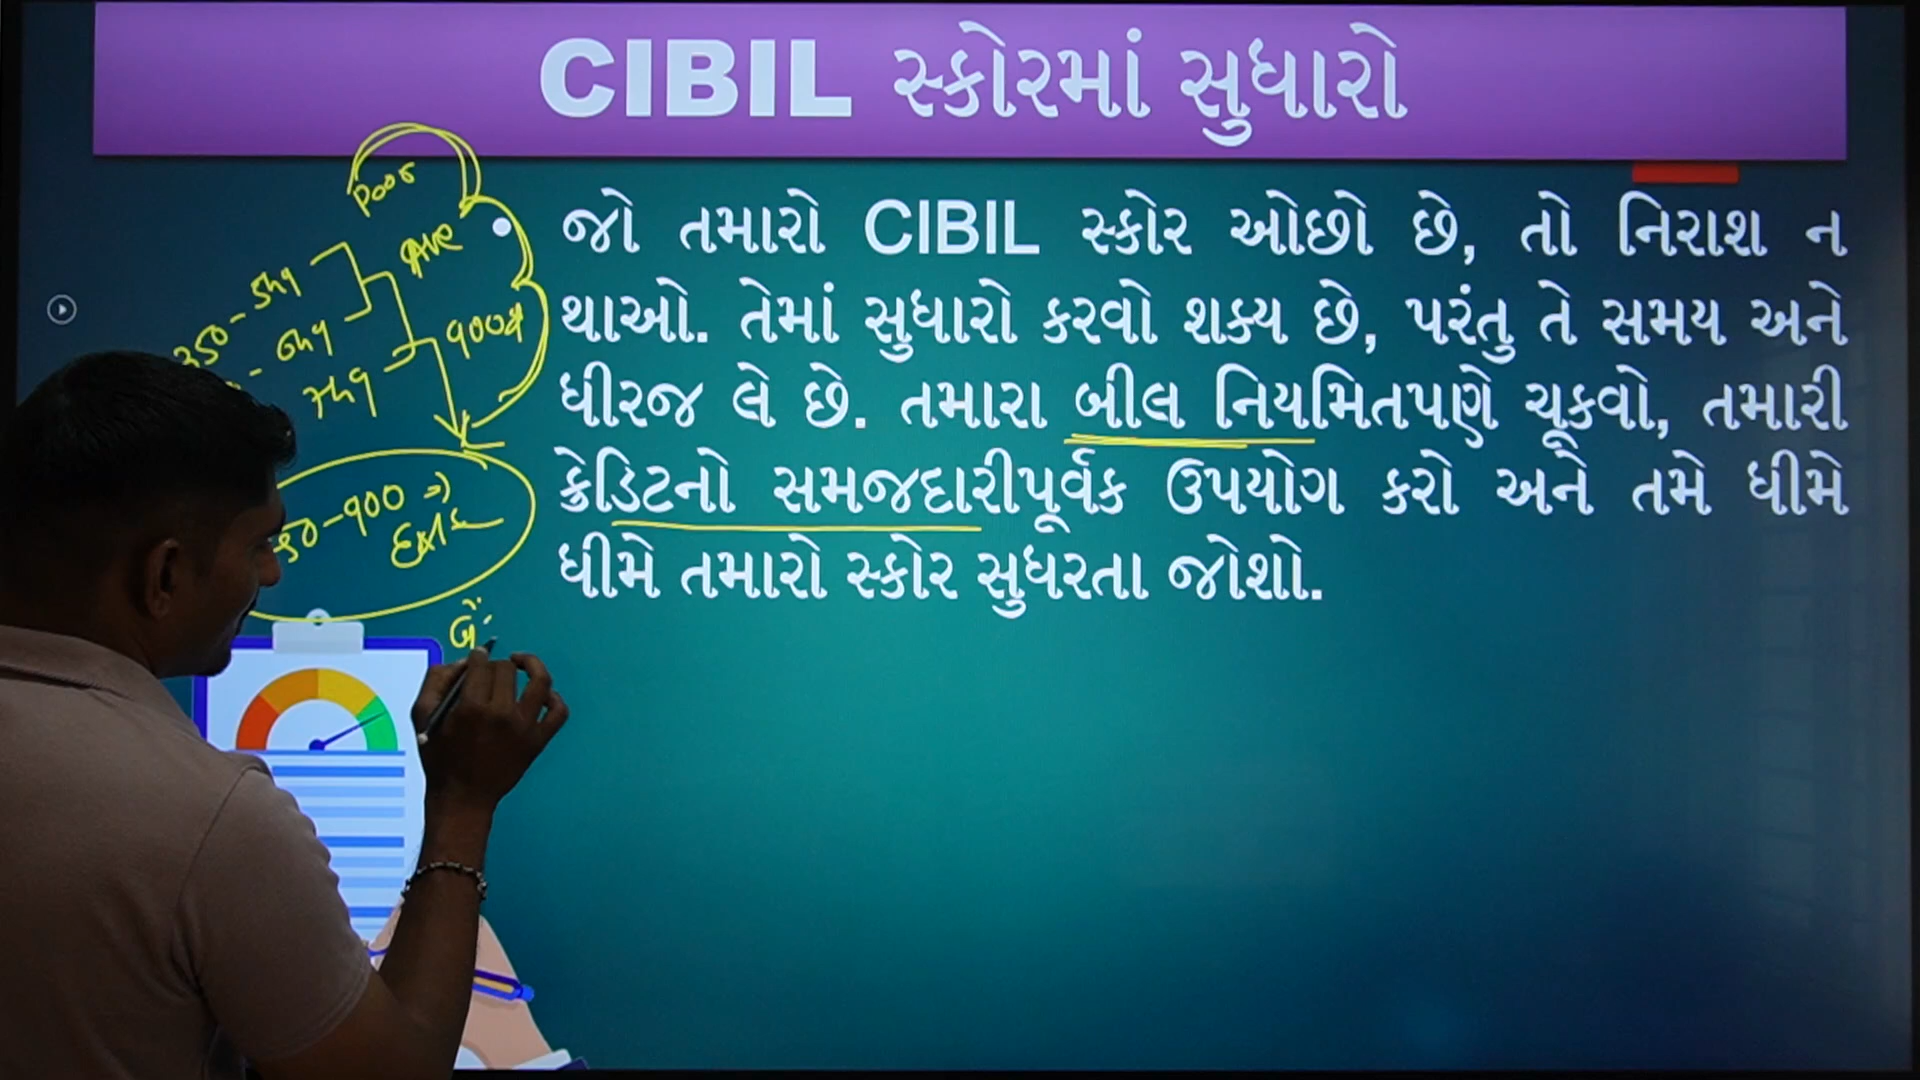 CIBIL સ્કોરમાં સુધારો
જો તમારો CIBIL સ્કોર ઓછો છે, તો નિરાશ ન
થાઓ. તેમાં સુધારો કરવો શક્ય છે, પરંતુ તે સમય અને
ધીરજ લે છે. તમારા બીલ નિયમિતપણે ચૂકવો, તમારી
ક્રેડિટનો સમજદારીપૂર્વક ઉપયોગ કરો અને તમે ધીમે
ધીમે તમારો સ્કોર સુધરતા જોશો.
Poor